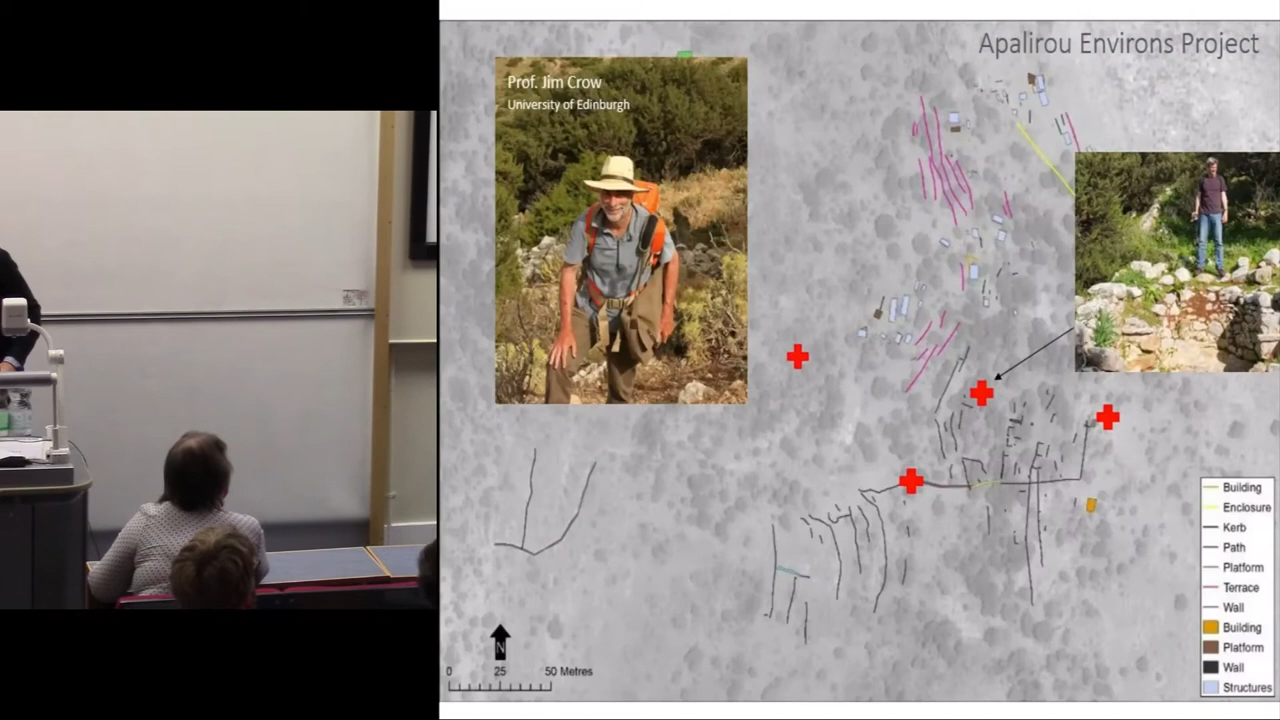 Apalirou Environs Project
Prof. Jim Crow
University of Edinburgh
Building
Enclosure
Kerb
Path
Platform
Terrace
Wall
Building
Platform
Wall
Structures
N
0 25 50 Metres